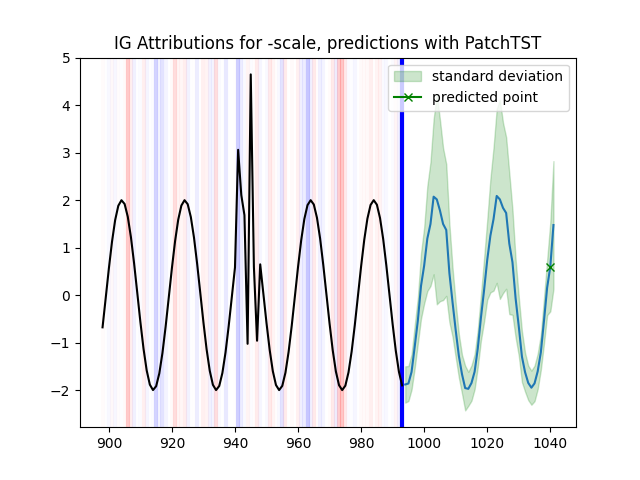 IG Attributions for -scale, predictions with PatchTST
standard deviation
predicted point
5
4
3
2
1
0
−1
−2
900 920 940 960 980 1000 1020 1040